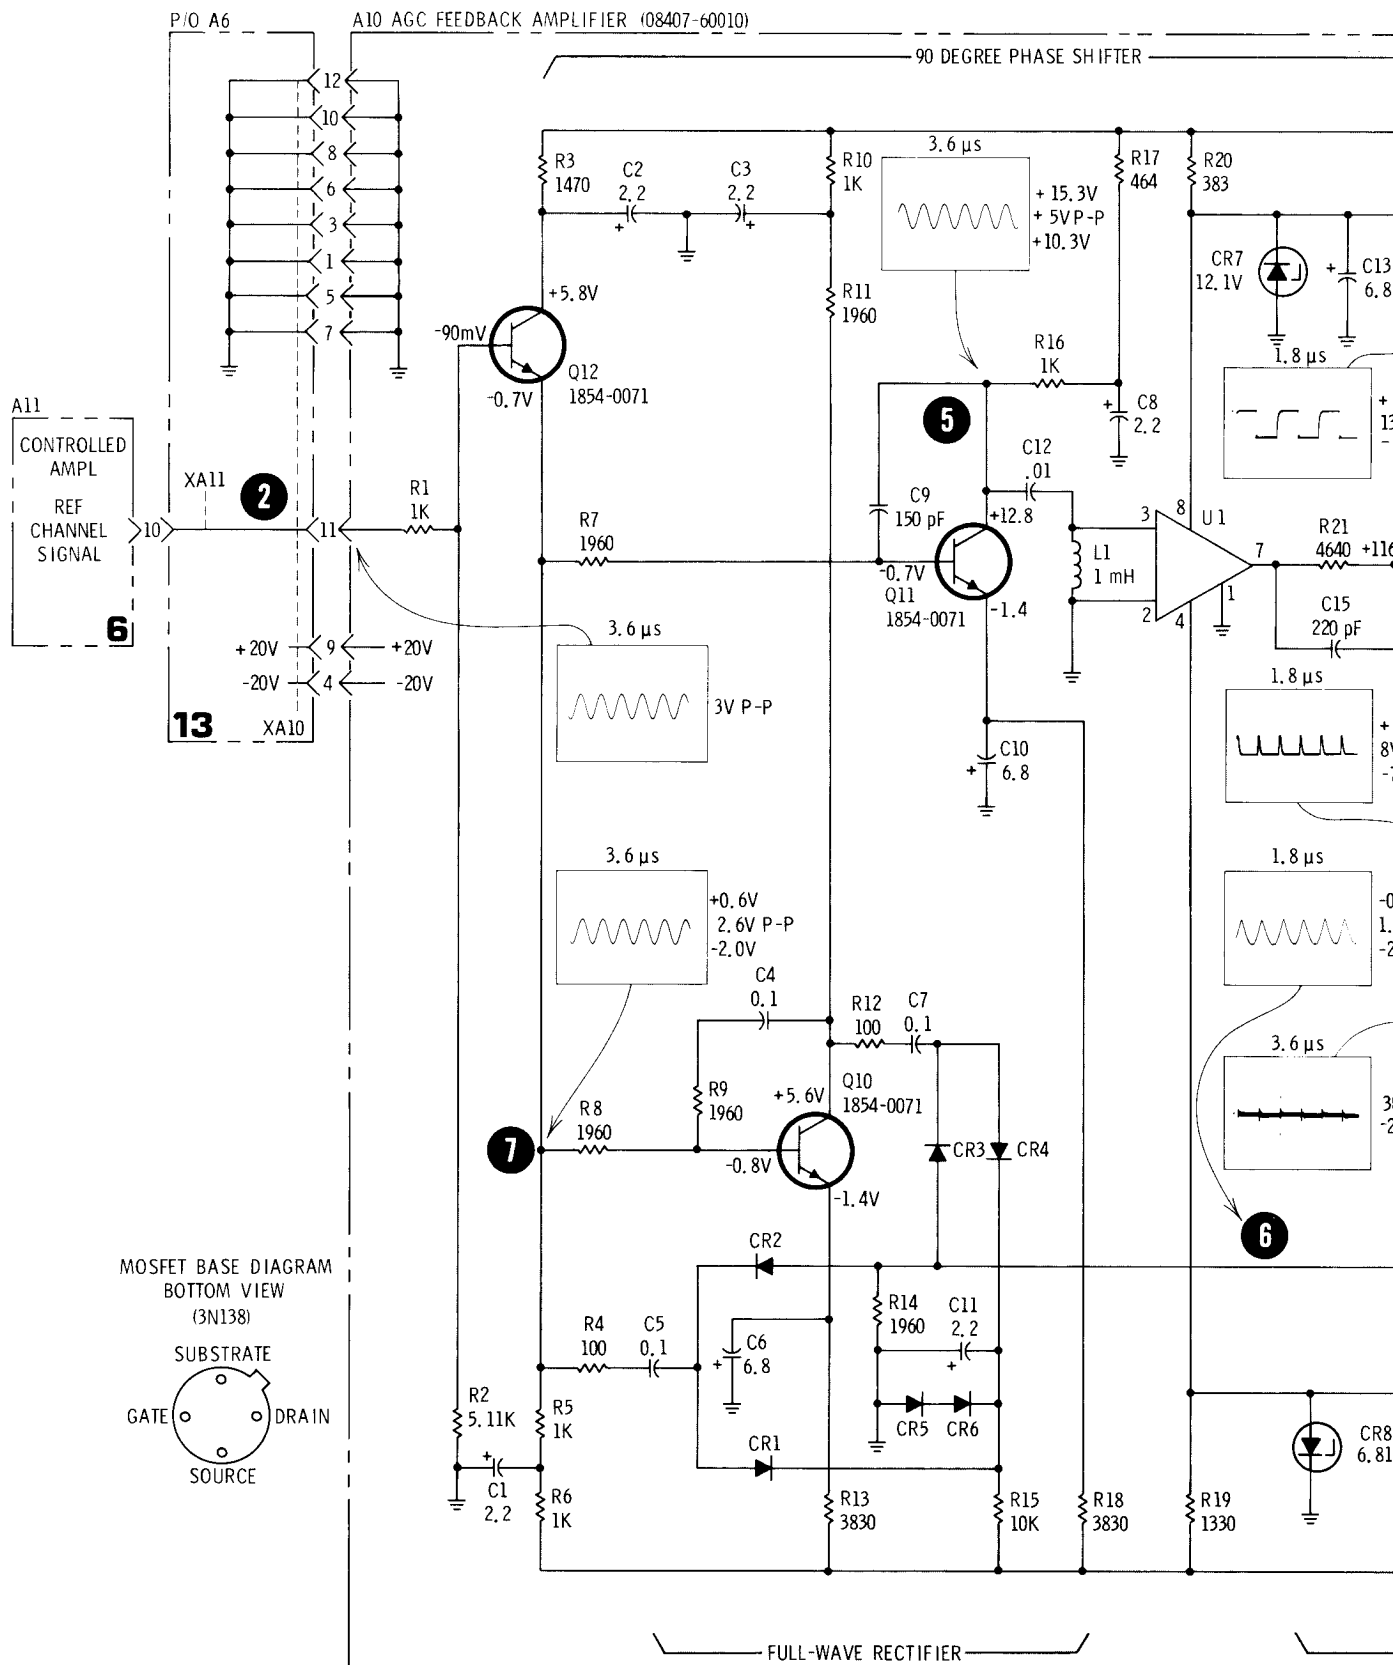 P/O A6
A10 AGC FEEDBACK AMPLIFIER (08407-60010)
90 DEGREE PHASE SHIFTER
12
10
8
6
3
1
5
7
R3
1470
C2
2.2
+
C3
2.2
+
R10
1K
3.6 µs
+ 15.3V
+ 5V P-P
+10.3V
R17
464
R20
383
CR7
12.1V
+
C13
6.8
+5.8V
-90mV
Q12
1854-0071
-0.7V
R11
1960
R16
1K
1.8 µs
+
13
-
5
+
C8
2.2
A11
CONTROLLED
AMPL
REF
CHANNEL
SIGNAL
10
6
XA11
2
11
R1
1K
C12
.01
C9
150 pF
R7
1960
+12.8
-0.7V
Q11
1854-0071
-1.4
L1
1 mH
3
8
U1
7
2
4
1
R21
4640
+116
C15
220 pF
+20V
9
+20V
-20V
4
-20V
13
XA10
3.6 µs
3V P-P
1.8 µs
+
8V
-7
C10
+
6.8
3.6 µs
+0.6V
2.6V P-P
-2.0V
1.8 µs
-0
1.
-2
C4
0.1
R12
100
C7
0.1
3.6 µs
-2
R9
1960
Q10
1854-0071
+5.6V
R8
1960
7
-0.8V
-1.4V
CR3
CR4
6
MOSFET BASE DIAGRAM
BOTTOM VIEW
(3N138)
SUBSTRATE
GATE
DRAIN
SOURCE
CR2
R14
1960
C11
2.2
+
R4
100
C5
0.1
C6
+
6.8
CR5
CR6
R2
5.11K
R5
1K
CR1
+
C1
2.2
R6
1K
R13
3830
R15
10K
R18
3830
R19
1330
CR8
6.81
FULL-WAVE RECTIFIER